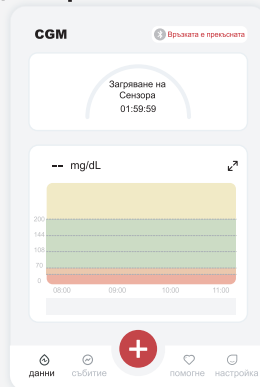 CGM
Връзката е прекъсната
Загряване на
Сензора
01:59:59
-- mg/dL
200
144
108
70
0
08:00 09:00 10:00 11:00
данни събитие помогне настройка